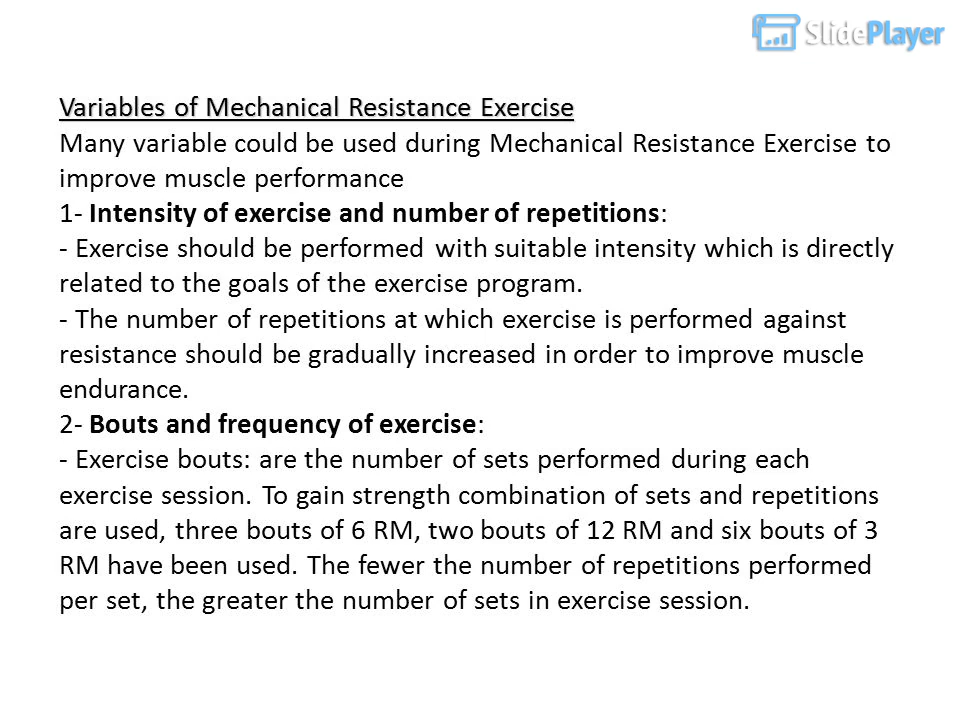 SlidePlayer
Variables of Mechanical Resistance Exercise
Many variable could be used during Mechanical Resistance Exercise to
improve muscle performance
1- Intensity of exercise and number of repetitions:
- Exercise should be performed with suitable intensity which is directly
related to the goals of the exercise program.
- The number of repetitions at which exercise is performed against
resistance should be gradually increased in order to improve muscle
endurance.
2- Bouts and frequency of exercise:
- Exercise bouts: are the number of sets performed during each
exercise session. To gain strength combination of sets and repetitions
are used, three bouts of 6 RM, two bouts of 12 RM and six bouts of 3
RM have been used. The fewer the number of repetitions performed
per set, the greater the number of sets in exercise session.